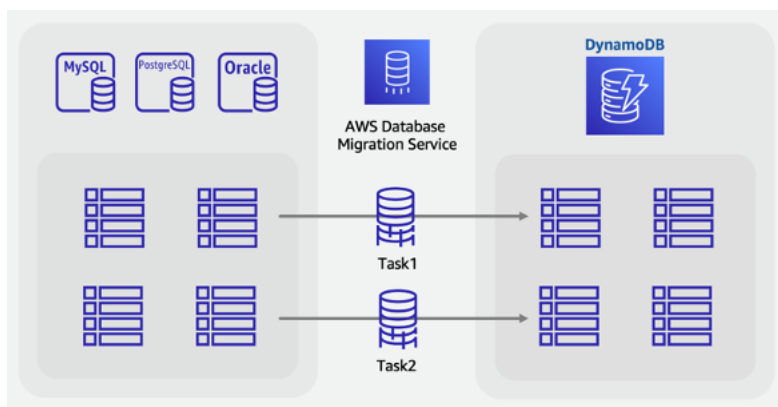 MySQL
PostgreSQL
Oracle
AWS Database
Migration Service
DynamoDB
Task1
Task2